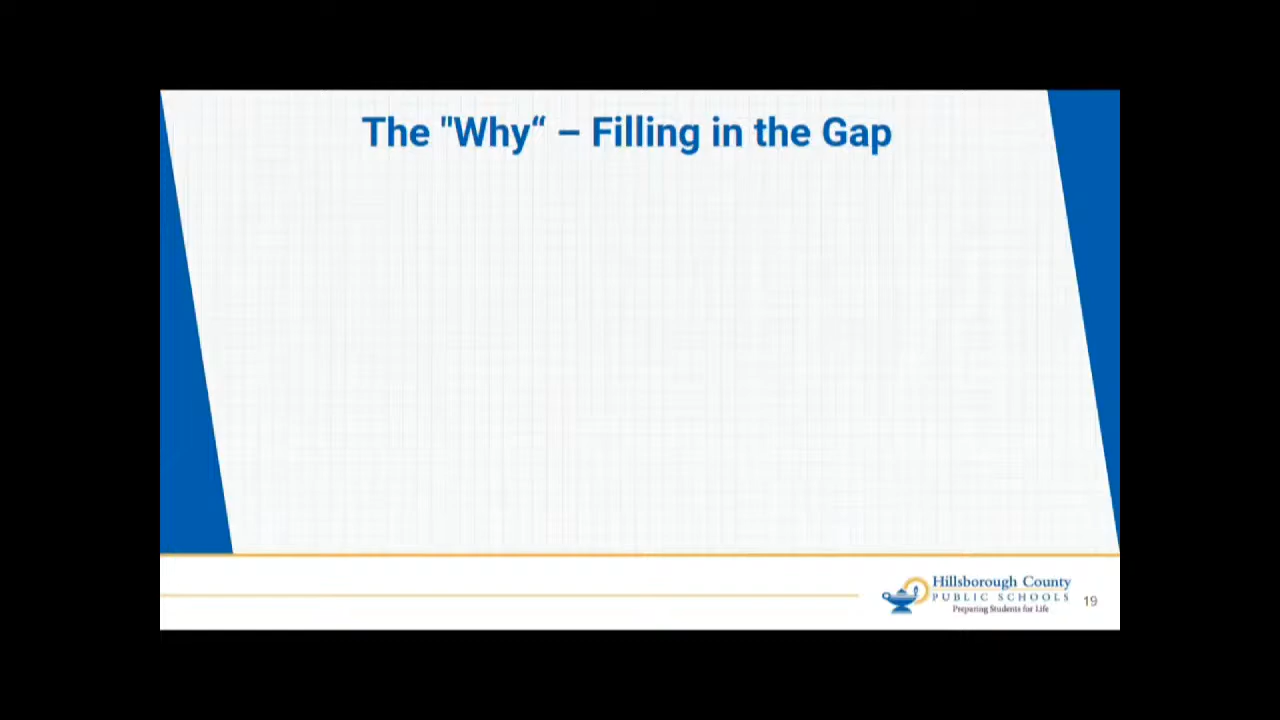 The "Why“ – Filling in the Gap
Hillsborough County
PUBLIC SCHOOLS
Preparing Students for Life
19